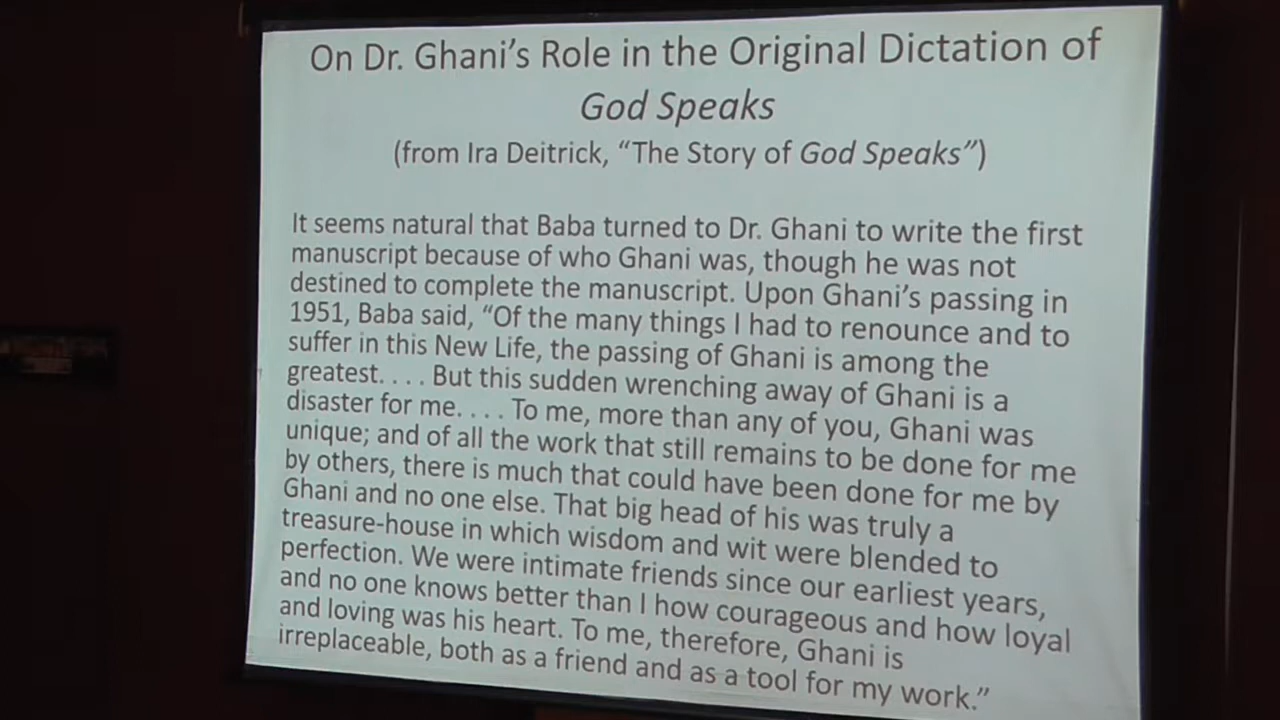 On Dr. Ghani's Role in the Original Dictation of
God Speaks
(from Ira Deitrick, “The Story of God Speaks”)
It seems natural that Baba turned to Dr. Ghani to write the first
manuscript because of who Ghani was, though he was not
destined to complete the manuscript. Upon Ghani's passing in
1951, Baba said, “Of the many things I had to renounce and to
suffer in this New Life, the passing of Ghani is among the
greatest. . . . But this sudden wrenching away of Ghani is a
disaster for me. . . . To me, more than any of you, Ghani was
unique; and of all the work that still remains to be done for me
by others, there is much that could have been done for me by
Ghani and no one else. That big head of his was truly a
treasure-house in which wisdom and wit were blended to
perfection. We were intimate friends since our earliest years,
and no one knows better than I how courageous and how loyal
and loving was his heart. To me, therefore, Ghani is
irreplaceable, both as a friend and as a tool for my work.”